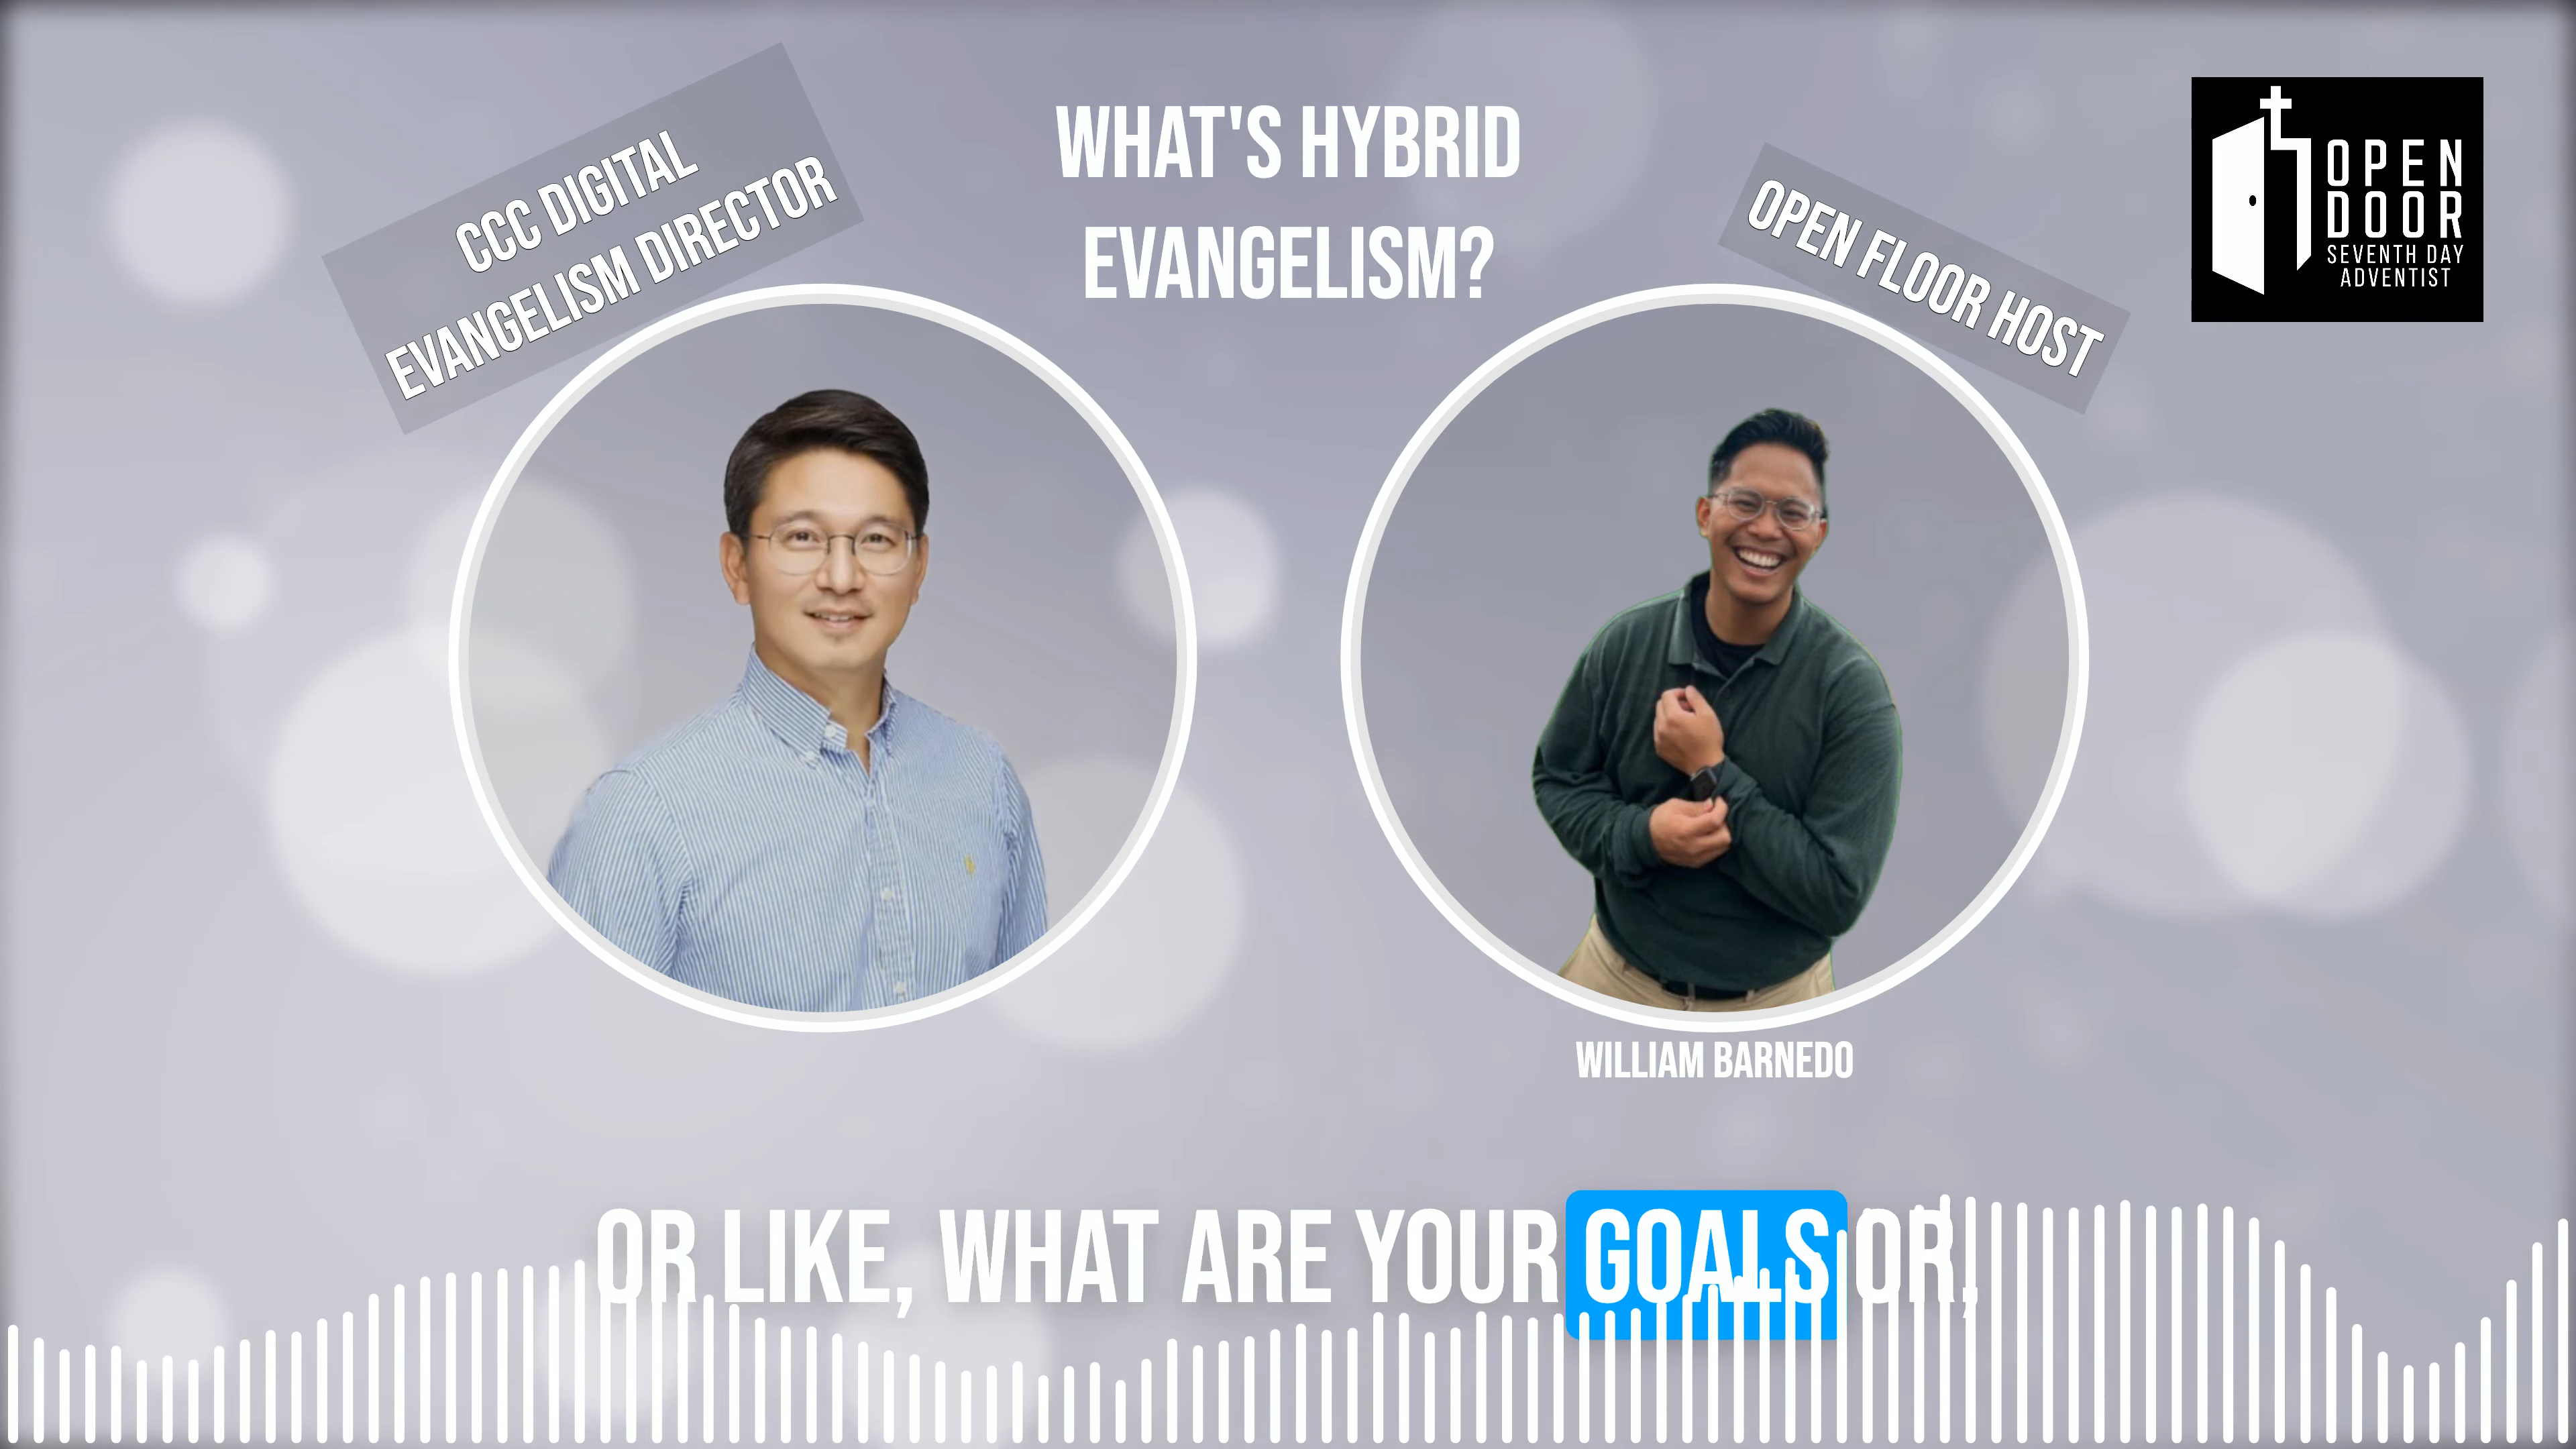 CCC DIGITAL
EVANGELISM DIRECTOR
WHAT'S HYBRID
EVANGELISM?
OPEN FLOOR HOST
OPEN
DOOR
SEVENTH DAY
ADVENTIST
WILLIAM BARNEDO
OR LIKE, WHAT ARE YOUR GOALS OR,